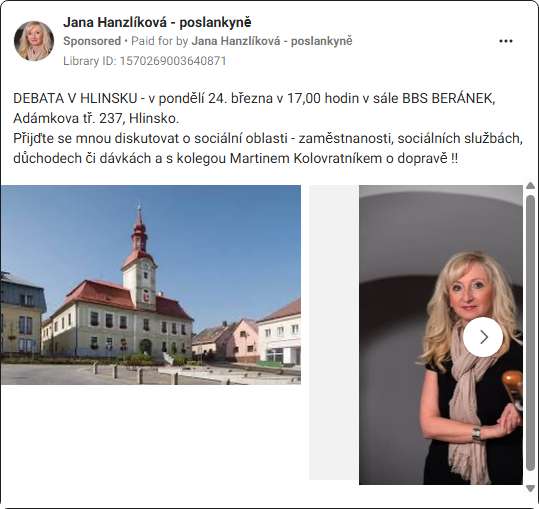 Jana Hanzlíková - poslankyně
Sponsored • Paid for by Jana Hanzlíková - poslankyně
Library ID: 1570269003640871
DEBATA V HLINSKU - v pondělí 24. března v 17,00 hodin v sále BBS BERÁNEK,
Adámkova tř. 237, Hlinsko.
Přijďte se mnou diskutovat o sociální oblasti - zaměstnanosti, sociálních službách,
důchodech či dávkách a s kolegou Martinem Kolovratníkem o dopravě !!